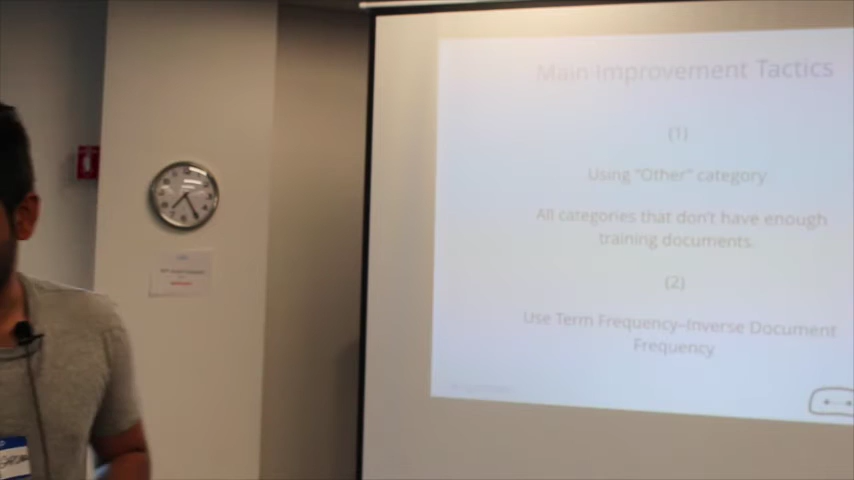 Main Improvement Tactics
(1)
Using "Other" category
All categories that don't have enough
training documents.
(2)
Use Term Frequency–Inverse Document
Frequency